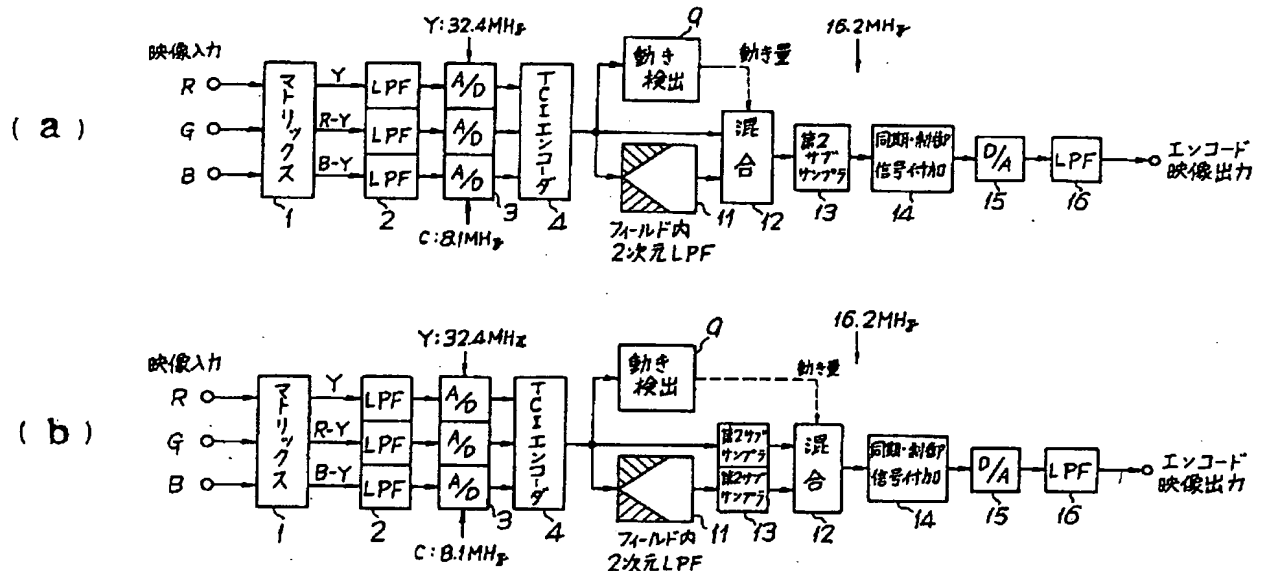 (a)
映像入力
R
G
B
マトリックス
1
Y
R-Y
B-Y
LPF
LPF
LPF
2
Y:32.4MHz
A/D
A/D
A/D
3
C:8.1MHz
TCIエンコーダ
4
動き
検出
9
動き量
フィールド内
2次元LPF
11
混合
12
16.2MHz
第2
サブ
サンプラ
13
同期・制御
信号付加
14
D/A
15
LPF
16
エンコード
映像出力
(b)
映像入力
R
G
B
マトリックス
1
Y
R-Y
B-Y
LPF
LPF
LPF
2
Y:32.4MHz
A/D
A/D
A/D
3
C:8.1MHz
TCIエンコーダ
4
動き
検出
9
動き量
フィールド内
2次元LPF
11
第2サブ
サンプラ
第2サブ
サンプラ
13
混合
12
16.2MHz
同期・制御
信号付加
14
D/A
15
LPF
16
エンコード
映像出力